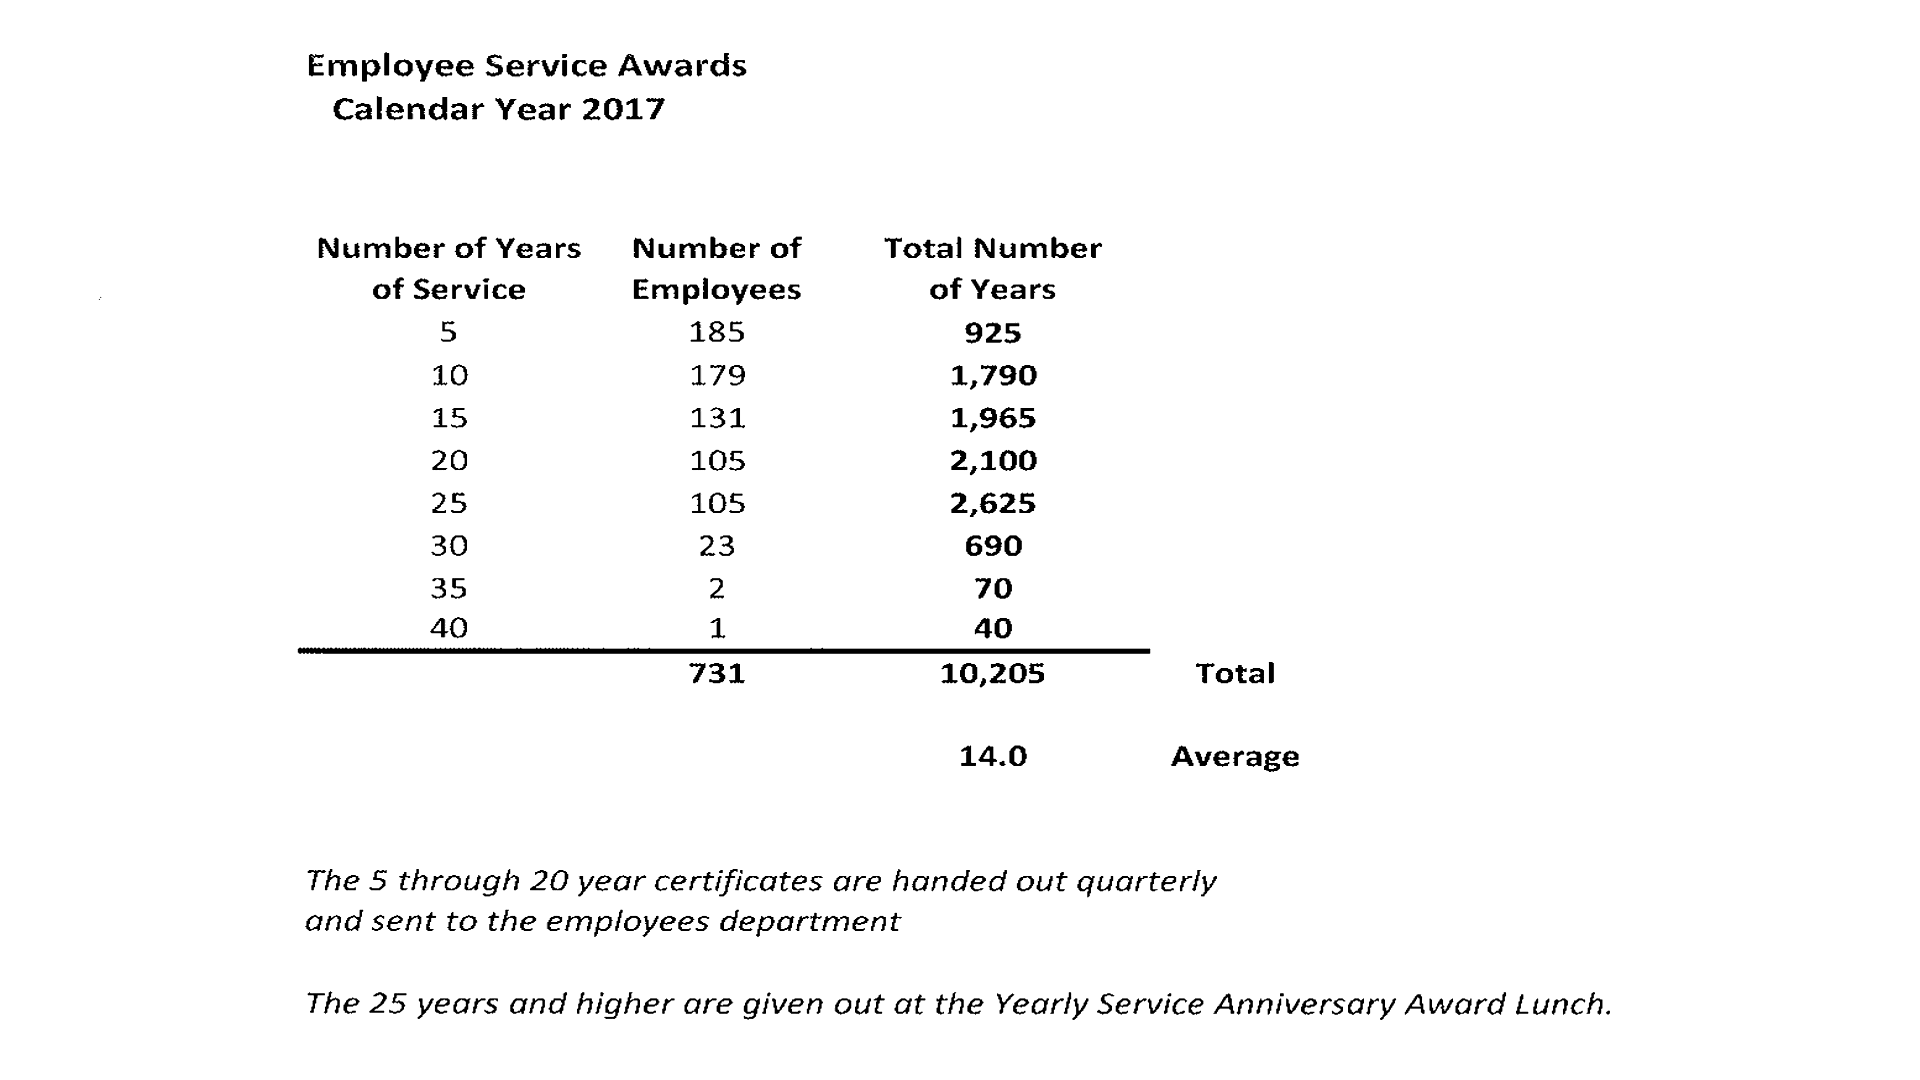 Employee Service Awards
Calendar Year 2017
Number of Years Number of Total Number
of Service Employees of Years
5 185 925
10 179 1,790
15 131 1,965
20 105 2,100
25 105 2,625
30 23 690
35 2 70
40 1 40
731 10,205 Total
14.0 Average
The 5 through 20 year certificates are handed out quarterly
and sent to the employees department
The 25 years and higher are given out at the Yearly Service Anniversary Award Lunch.